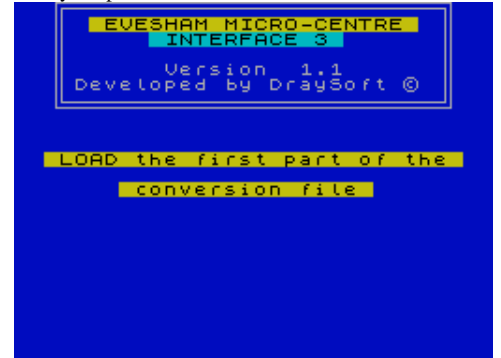 EVESHAM MICRO-CENTRE
INTERFACE 3
Version 1.1
Developed by DraySoft ©
LOAD the first part of the
conversion file